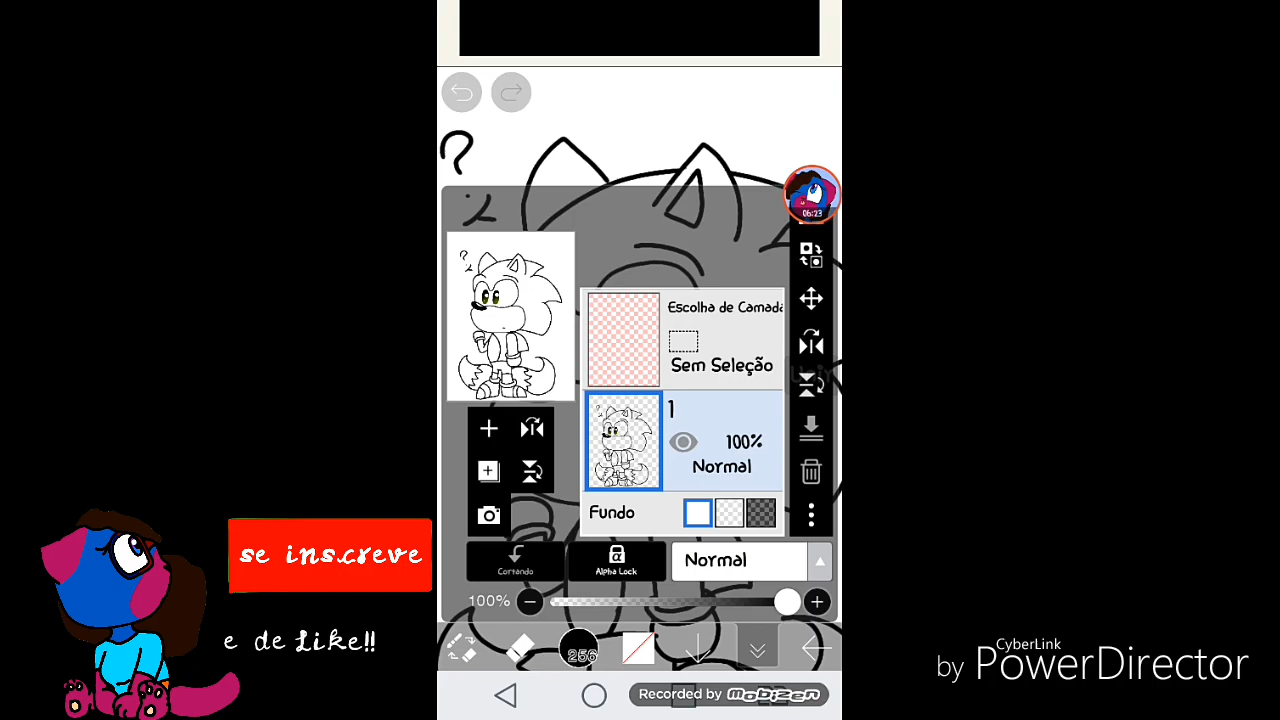 ?
06:23
Escolha de Camada
Sem Seleção
1
100%
Normal
Fundo
Cortando
Alpha Lock
Normal
100%
256
Recorded by MOBIZEN
se inscreve
e de Like!!
CyberLink
by PowerDirector